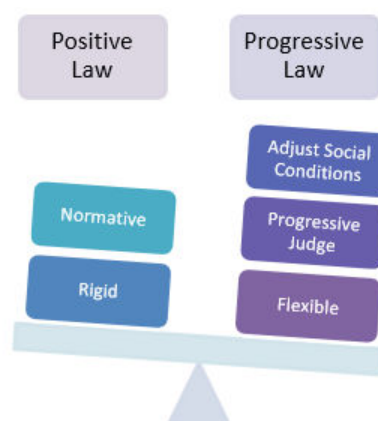 Positive
Law
Progressive
Law
Normative
Rigid
Adjust Social
Conditions
Progressive
Judge
Flexible